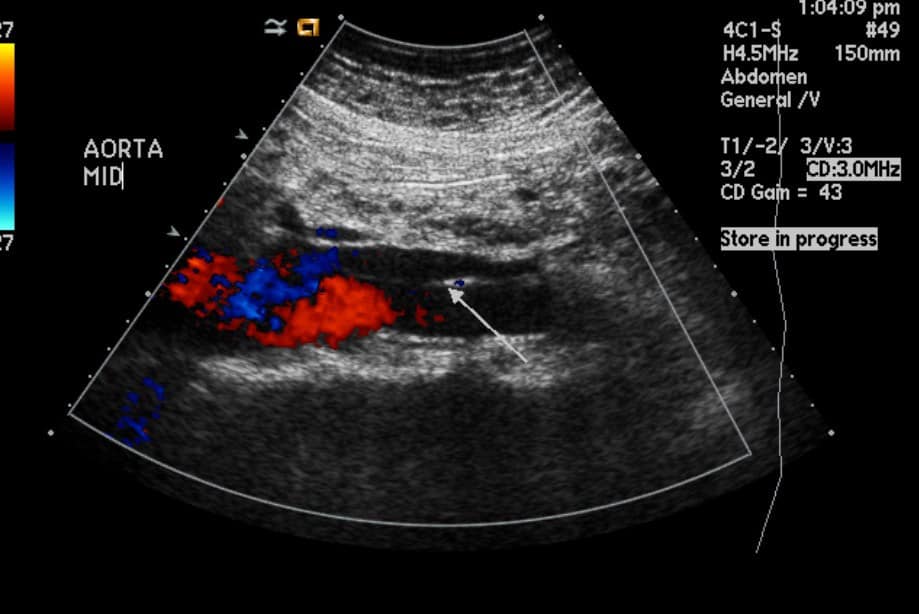 27
27
AORTA
MID
1:04:09 pm
4C1-S #49
H4.5MHz 150mm
Abdomen
General /V
T1/-2/ 3/V:3
3/2 CD:3.0MHz
CD Gain = 43
Store in progress